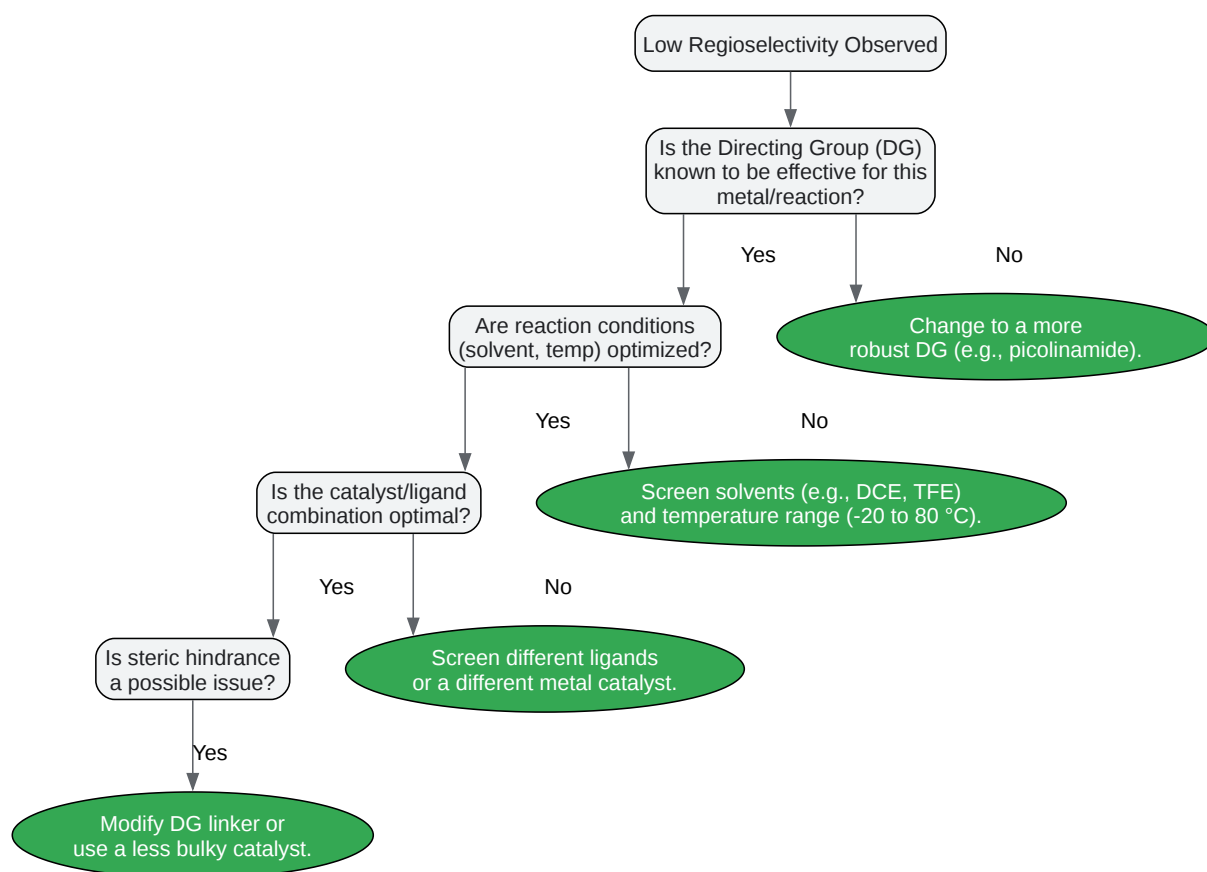 Low Regioselectivity Observed
Is the Directing Group (DG)
known to be effective for this
metal/reaction?
Yes
No
Are reaction conditions
(solvent, temp) optimized?
Change to a more
robust DG (e.g., picolinamide).
Yes
No
Is the catalyst/ligand
combination optimal?
Screen solvents (e.g., DCE, TFE)
and temperature range (-20 to 80 °C).
Yes
No
Is steric hindrance
a possible issue?
Screen different ligands
or a different metal catalyst.
Yes
Modify DG linker or
use a less bulky catalyst.